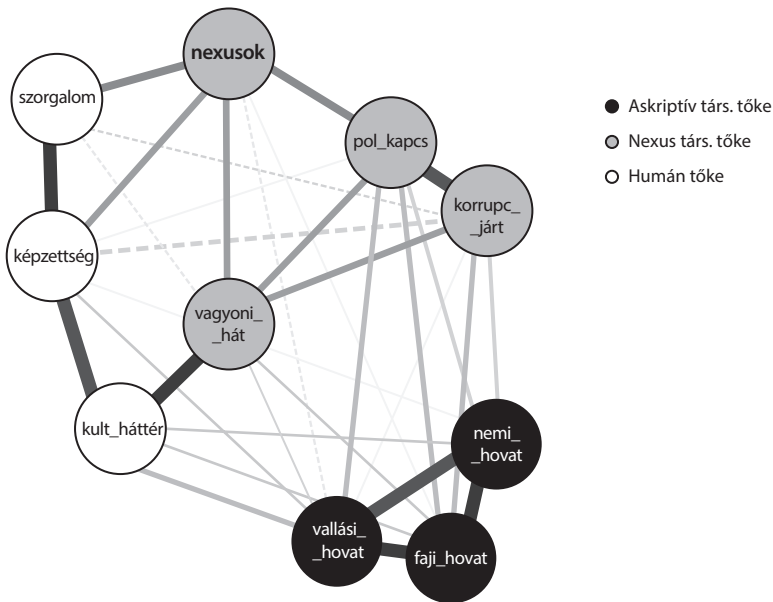 nexusok
szorgalom
pol_kapcs
korrupc_
_járt
képzettség
vagyoni_
_hát
kult_háttér
nemi_
_hovat
vallási_
_hovat
faji_hovat
Askriptív társ. tőke
Nexus társ. tőke
Humán tőke